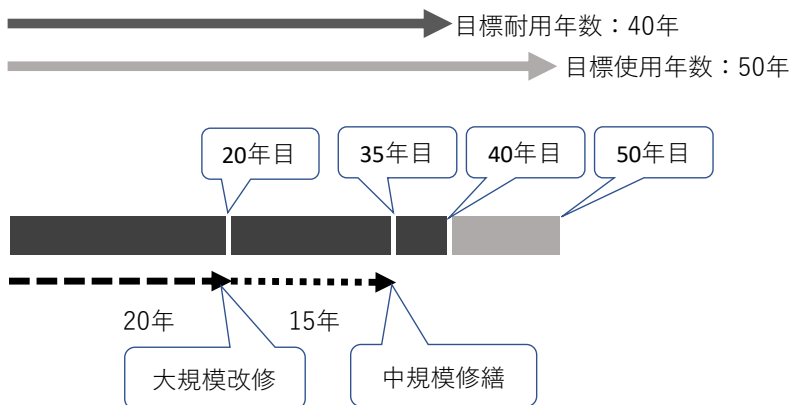 目標耐用年数：40年
目標使用年数：50年
20年目
35年目
40年目
50年目
20年
15年
大規模改修
中規模修繕